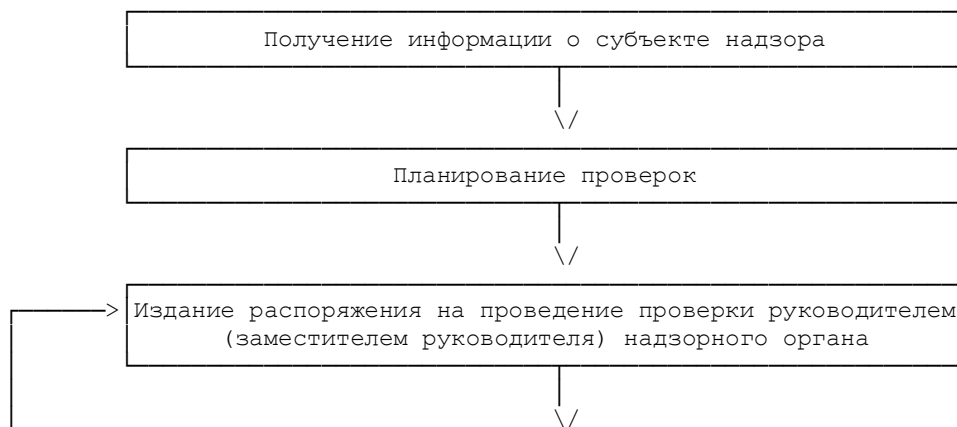 Получение информации о субъекте надзора
Планирование проверок
Издание распоряжения на проведение проверки руководителем
(заместителем руководителя) надзорного органа